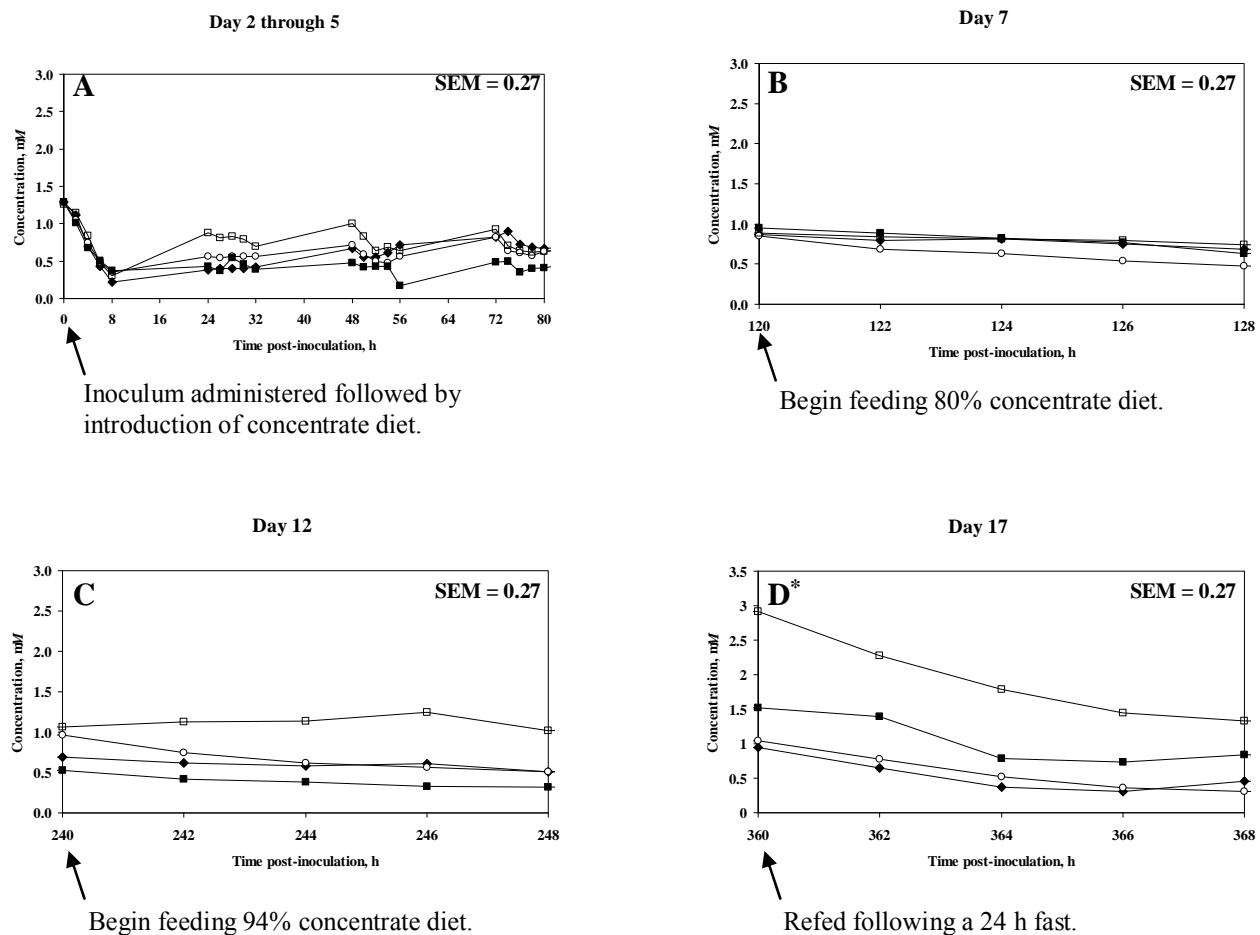 Day 2 through 5
A
SEM = 0.27
3.0
2.5
2.0
1.5
1.0
0.5
0.0
Concentration, mM
0 8 16 24 32 40 48 56 64 72 80
Time post-inoculation, h
Inoculum administered followed by
introduction of concentrate diet.
Day 7
B
SEM = 0.27
3.0
2.5
2.0
1.5
1.0
0.5
0.0
Concentration, mM
120 122 124 126 128
Time post-inoculation, h
Begin feeding 80% concentrate diet.
Day 12
C
SEM = 0.27
3.0
2.5
2.0
1.5
1.0
0.5
0.0
Concentration, mM
240 242 244 246 248
Time post-inoculation, h
Begin feeding 94% concentrate diet.
Day 17
D*
SEM = 0.27
3.5
3
2.5
2
1.5
1
0.5
0
Concentration, mM
360 362 364 366 368
Time post-inoculation, h
Refed following a 24 h fast.